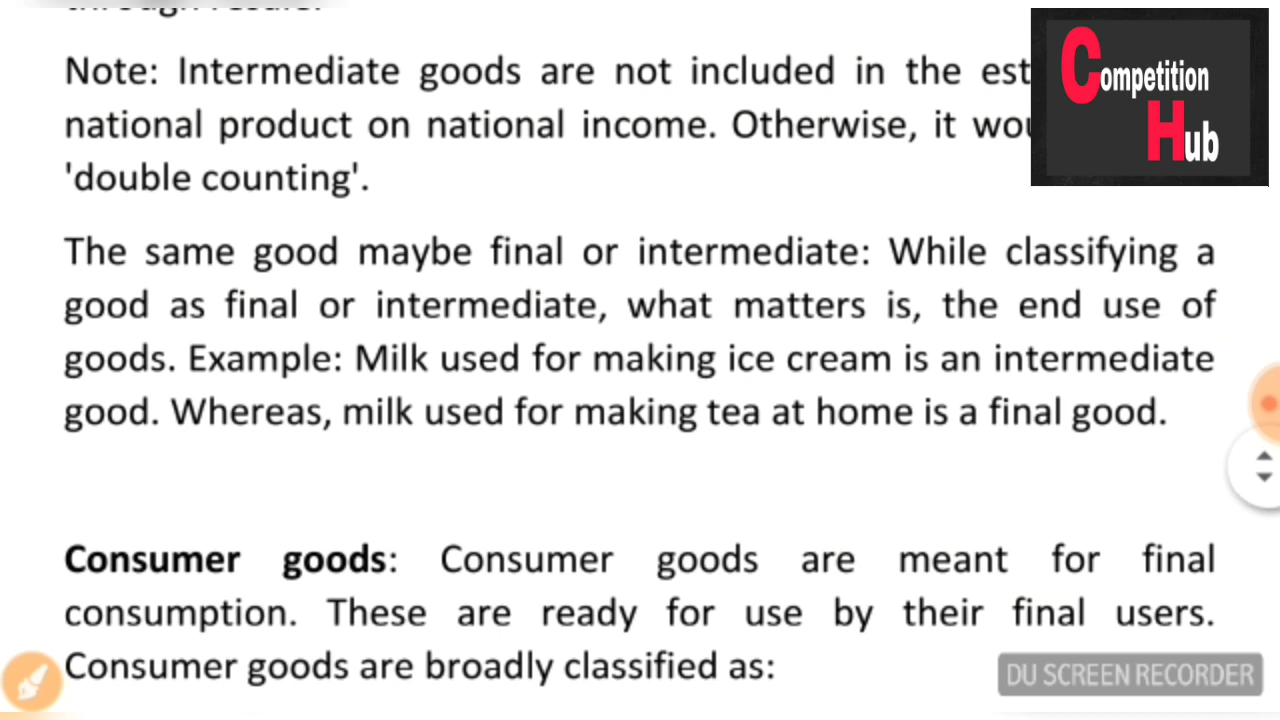 Note: Intermediate goods are not included in the
national product on national income. Otherwise, it
'double counting'.
The same good maybe final or intermediate: While classifying a
good as final or intermediate, what matters is, the end use of
goods. Example: Milk used for making ice cream is an intermediate
good. Whereas, milk used for making tea at home is a final good.
Consumer goods: Consumer goods are meant for final
consumption. These are ready for use by their final users.
Consumer goods are broadly classified as:
Competition
Hub
DU SCREEN RECORDER